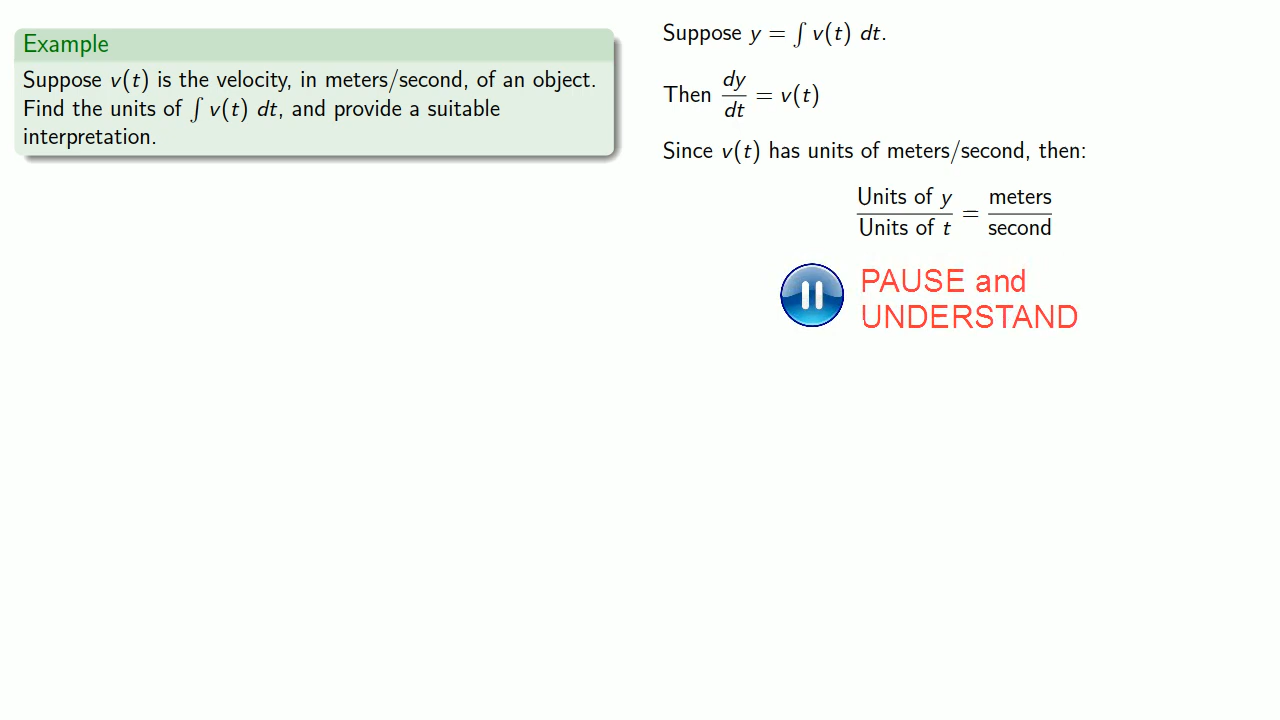 Example
Suppose v(t) is the velocity, in meters/second, of an object.
Find the units of ∫ v(t) dt, and provide a suitable
interpretation.
Suppose y = ∫ v(t) dt.
Then dy/dt = v(t)
Since v(t) has units of meters/second, then:
Units of y / Units of t = meters / second
PAUSE and
UNDERSTAND